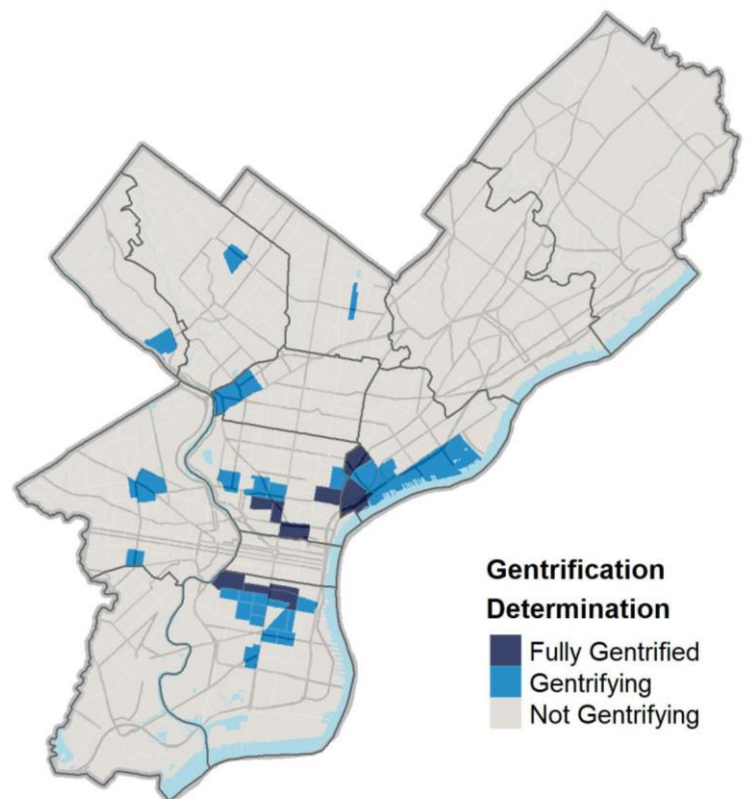 Gentrification
Determination
Fully Gentrified
Gentrifying
Not Gentrifying